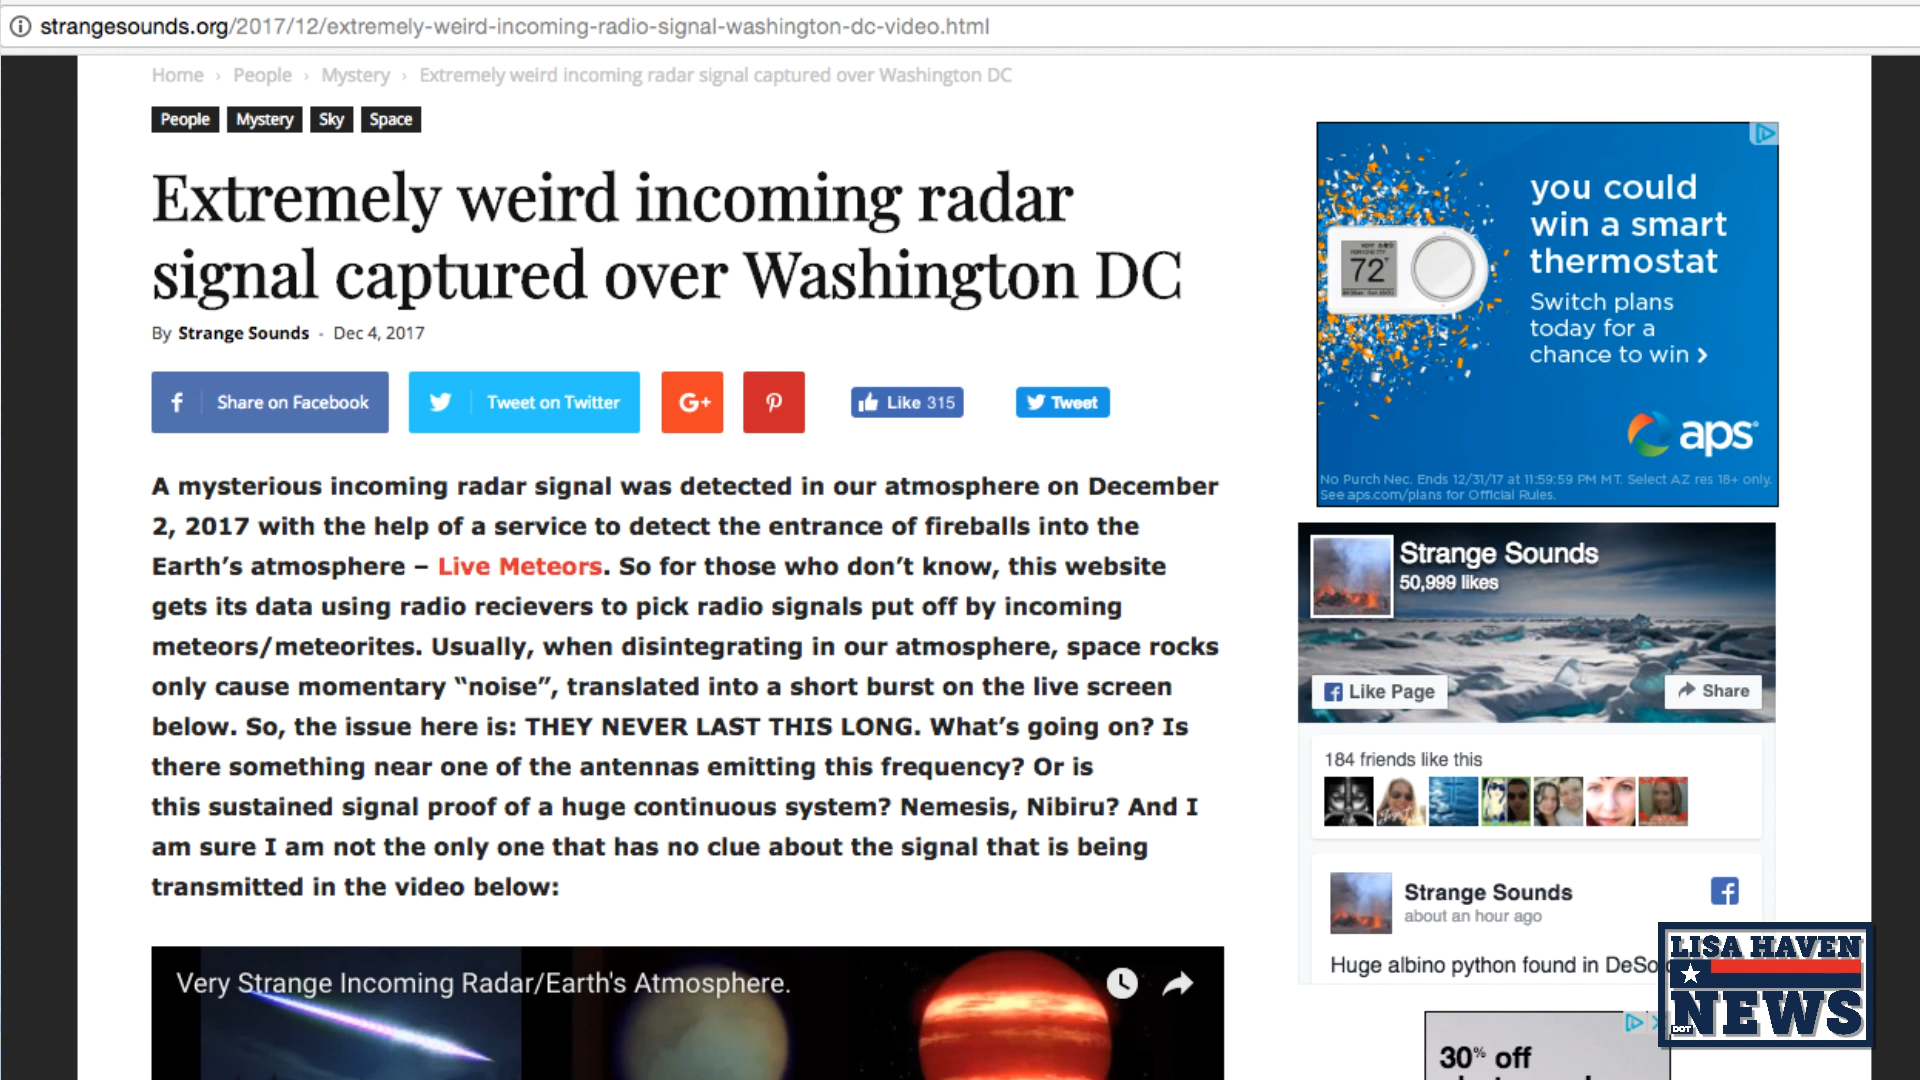 strangesounds.org/2017/12/extremely-weird-incoming-radio-signal-washington-dc-video.html
Home › People › Mystery › Extremely weird incoming radar signal captured over Washington DC
People Mystery Sky Space
Extremely weird incoming radar
signal captured over Washington DC
By Strange Sounds - Dec 4, 2017
Share on Facebook Tweet on Twitter G+ Like 315 Tweet
A mysterious incoming radar signal was detected in our atmosphere on December
2, 2017 with the help of a service to detect the entrance of fireballs into the
Earth's atmosphere – Live Meteors. So for those who don't know, this website
gets its data using radio recievers to pick radio signals put off by incoming
meteors/meteorites. Usually, when disintegrating in our atmosphere, space rocks
only cause momentary “noise”, translated into a short burst on the live screen
below. So, the issue here is: THEY NEVER LAST THIS LONG. What's going on? Is
there something near one of the antennas emitting this frequency? Or is
this sustained signal proof of a huge continuous system? Nemesis, Nibiru? And I
am sure I am not the only one that has no clue about the signal that is being
transmitted in the video below:
Very Strange Incoming Radar/Earth's Atmosphere.
you could
win a smart
thermostat
Switch plans
today for a
chance to win
72°
aps
No Purch Nec. Ends 12/31/17 at 11:59:59 PM MT. Select AZ res 18+ only.
See aps.com/plans for Official Rules.
Strange Sounds
50,999 likes
Like Page Share
184 friends like this
Strange Sounds
about an hour ago
Huge albino python found in DeSo
30% off
LISA HAVEN
DOT NEWS